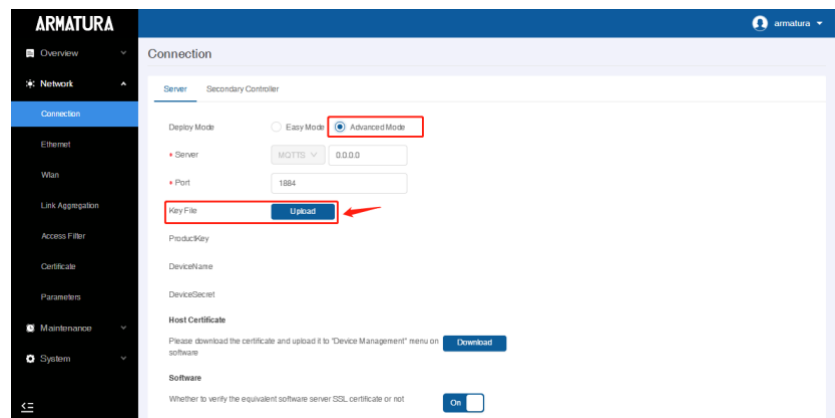 ARMATURA
armatura
Overview
Connection
Network
Server Secondary Controller
Connection
Deploy Mode Easy Mode Advanced Mode
Ethernet
* Server MQTTS 0.0.0.0
Wlan
* Port 1884
Link Aggregation
Key File Upload
Access Filter
ProductKey
Certificate
DeviceName
Parameters
DeviceSecret
Host Certificate
Maintenance
Please download the certificate and upload it to "Device Management" menu on
software
Download
System
Software
Whether to verify the equivalent software server SSL certificate or not
On